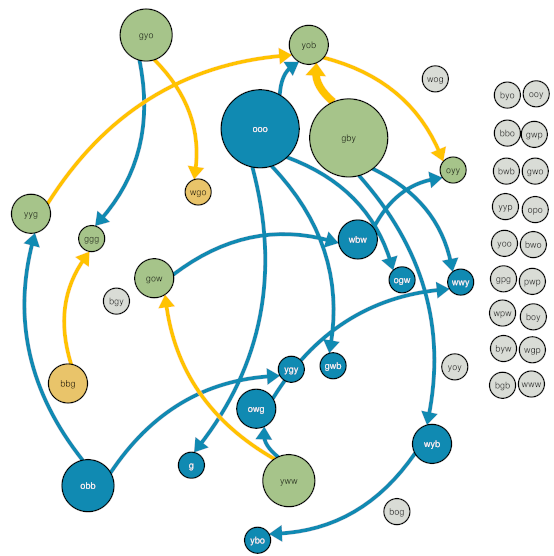 gyo
yob
wog
byo ooy
ooo
gby
bbo gwp
bwb gwo
oyy
wgo
yyp opo
yyg
ggg
wbw
yoo bwo
gow
ogw
wwy
gpg pwp
bgy
wpw boy
byw wgp
ygy
gwb
yoy
bbg
bgb www
owg
wyb
g
obb
yww
bog
ybo